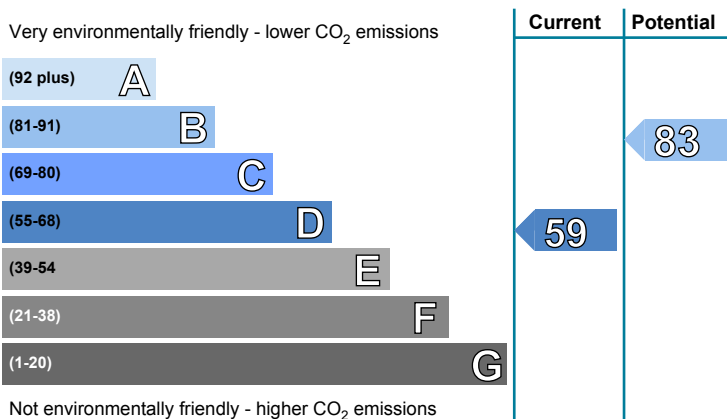 Current Potential
Very environmentally friendly - lower CO2 emissions
(92 plus) A
(81-91) B
83
(69-80) C
(55-68) D
59
(39-54 E
(21-38) F
(1-20) G
Not environmentally friendly - higher CO2 emissions